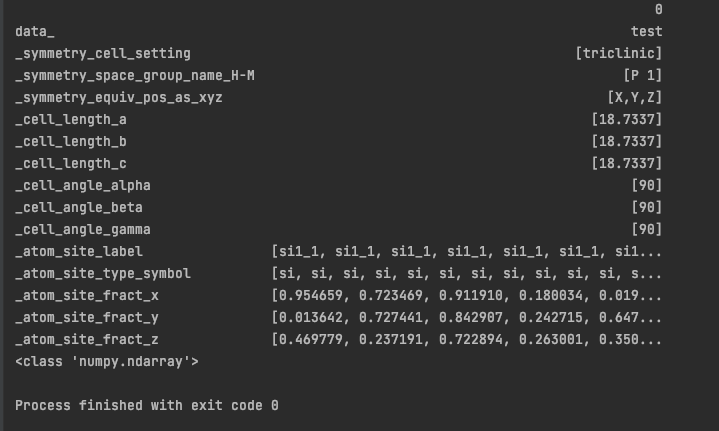 0
data_ test
_symmetry_cell_setting [triclinic]
_symmetry_space_group_name_H-M [P 1]
_symmetry_equiv_pos_as_xyz [X,Y,Z]
_cell_length_a [18.7337]
_cell_length_b [18.7337]
_cell_length_c [18.7337]
_cell_angle_alpha [90]
_cell_angle_beta [90]
_cell_angle_gamma [90]
_atom_site_label [si1_1, si1_1, si1_1, si1_1, si1_1, si1_1, si1...
_atom_site_type_symbol [si, si, si, si, si, si, si, si, si, si, si, s...
_atom_site_fract_x [0.954659, 0.723469, 0.911910, 0.180034, 0.019...
_atom_site_fract_y [0.013642, 0.727441, 0.842907, 0.242715, 0.647...
_atom_site_fract_z [0.469779, 0.237191, 0.722894, 0.263001, 0.350...
<class 'numpy.ndarray'>
Process finished with exit code 0